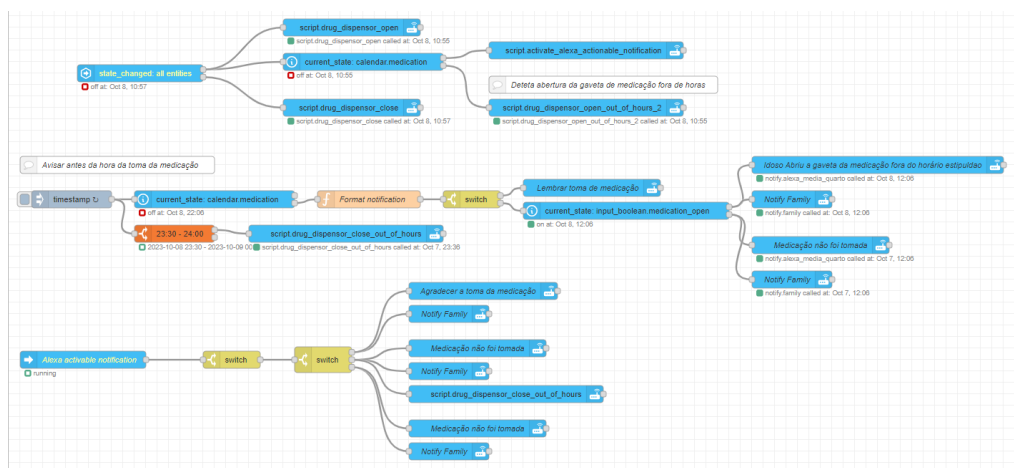 script.drug_dispensor_open
script.drug_dispensor_open called at: Oct 8, 10:55
current_state: calendar.medication
off at: Oct 8, 10:55
script.activate_alexa_actionable_notification
state_changed: all entities
off at: Oct 8, 10:57
Deteta abertura da gaveta de medicação fora de horas
script.drug_dispensor_close
script.drug_dispensor_close called at: Oct 8, 10:57
script.drug_dispensor_open_out_of_hours_2
script.drug_dispensor_open_out_of_hours_2 called at: Oct 8, 10:55
Avisar antes da hora da toma da medicação
timestamp ↻
current_state: calendar.medication
off at: Oct 8, 22:06
Format notification
switch
Lembrar toma de medicação
current_state: input_boolean.medication_open
on at: Oct 8, 12:06
Idoso Abriu a gaveta da medicação fora do horário estipuldao
notify.alexa_media_quarto called at: Oct 8, 12:06
Notify Family
notify.family called at: Oct 8, 12:06
Medicação não foi tomada
notify.alexa_media_quarto called at: Oct 7, 12:06
Notify Family
notify.family called at: Oct 7, 12:06
23:30 - 24:00
2023-10-08 23:30 - 2023-10-09 00
script.drug_dispensor_close_out_of_hours
script.drug_dispensor_close_out_of_hours called at: Oct 7, 23:36
Alexa activable notification
running
switch
switch
Agradecer a toma da medicação
Notify Family
Medicação não foi tomada
Notify Family
script.drug_dispensor_close_out_of_hours
Medicação não foi tomada
Notify Family